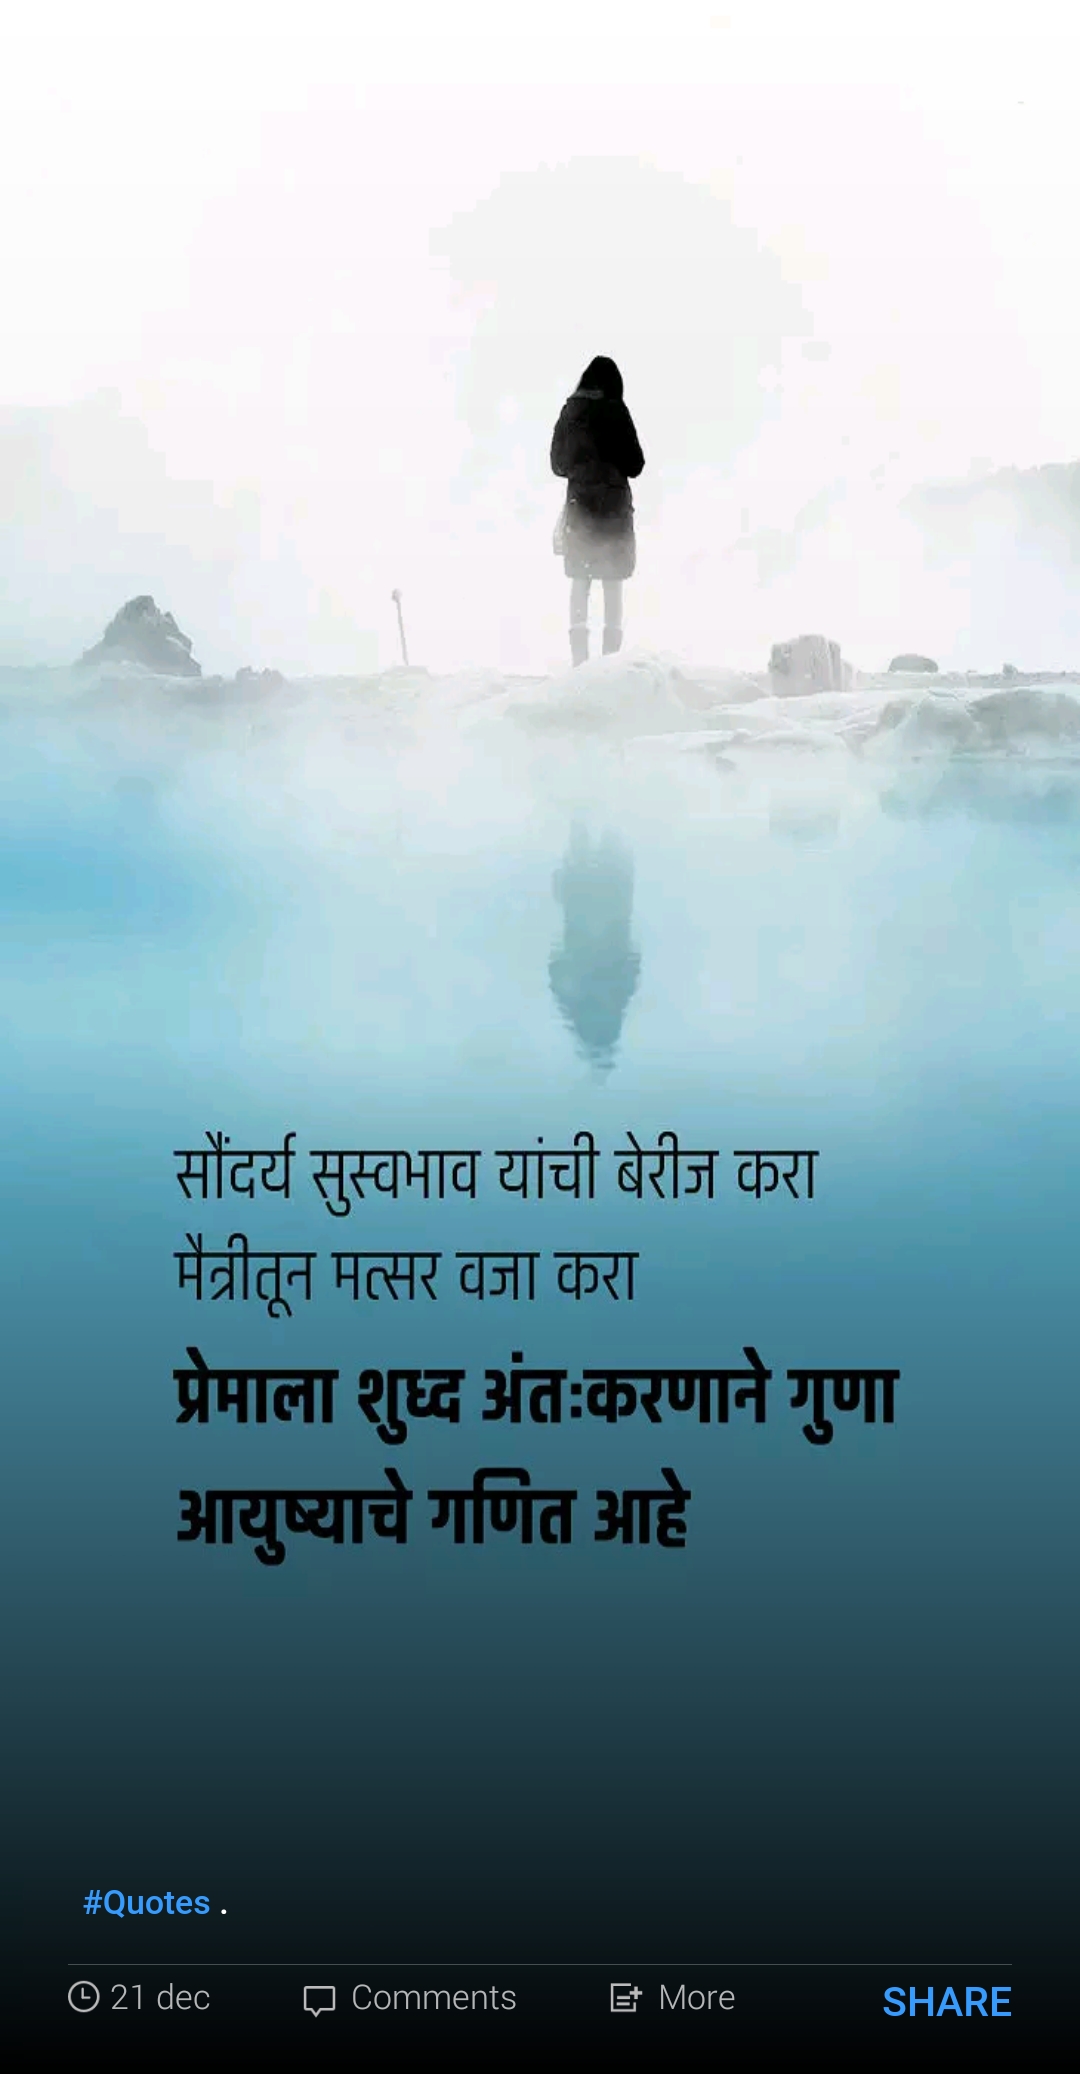 सौंदर्य सुस्वभाव यांची बेरीज करा
मैत्रीतून मत्सर वजा करा
प्रेमाला शुध्द अंतःकरणाने गुणा
आयुष्याचे गणित आहे
#Quotes .
21 dec Comments More SHARE